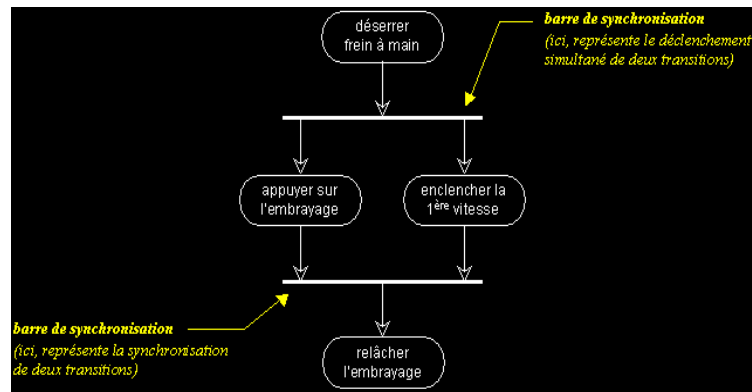 déserrer
frein à main
barre de synchronisation
(ici, représente le déclenchement
simultané de deux transitions)
appuyer sur
l'embrayage
enclencher la
1ère vitesse
barre de synchronisation
(ici, représente la synchronisation
de deux transitions)
relâcher
l'embrayage